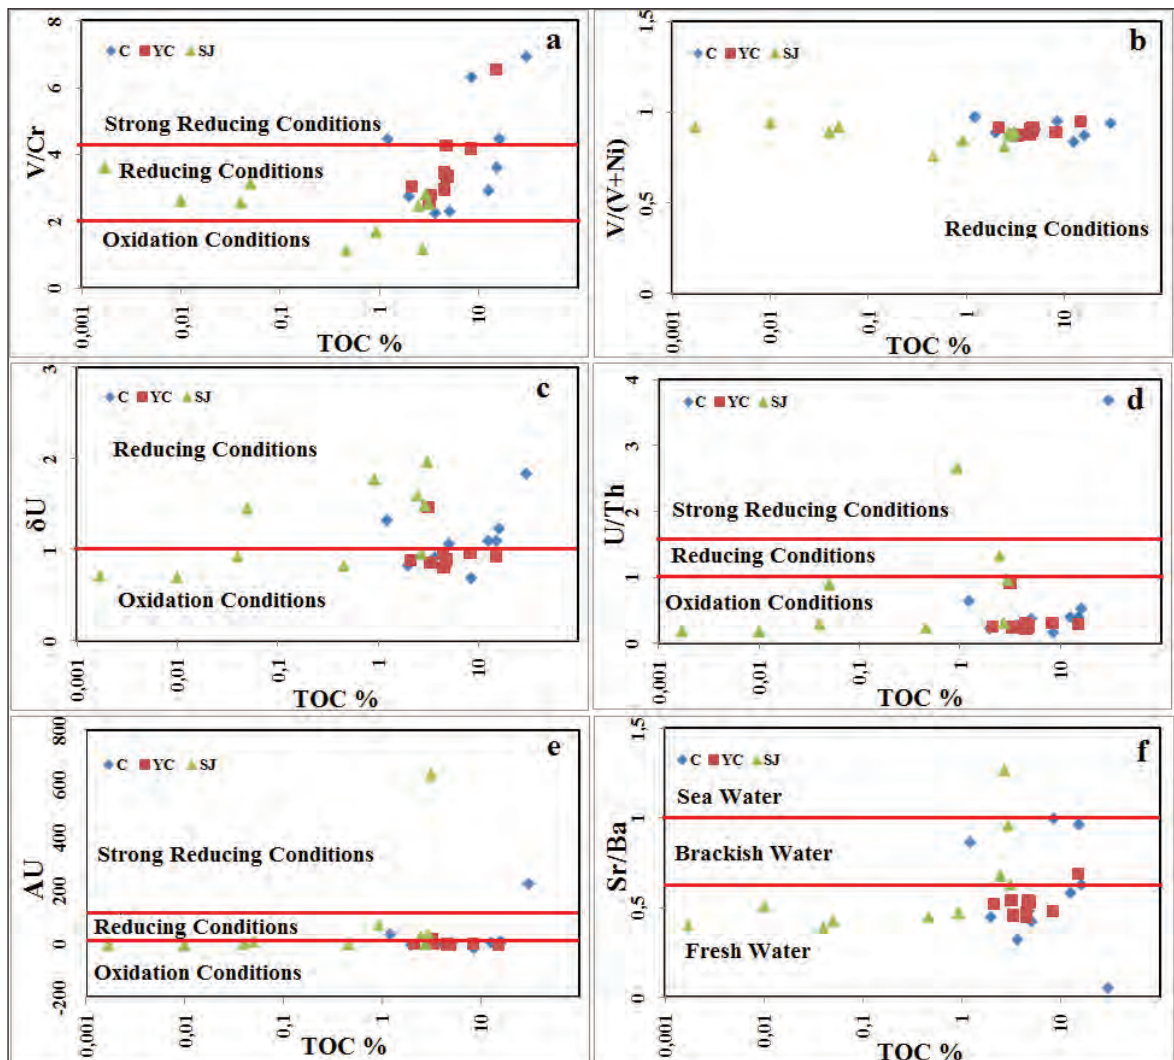 a
C YC SJ
8
6
4
2
0
V/Cr
Strong Reducing Conditions
Reducing Conditions
Oxidation Conditions
0,001
0,01
0,1
1
10
TOC %
b
C YC SJ
1,5
1
0,5
0
V/(V+Ni)
Reducing Conditions
0,001
0,01
0,1
1
10
TOC %
c
C YC SJ
3
2
1
0
δU
Reducing Conditions
Oxidation Conditions
0,001
0,01
0,1
1
10
TOC %
d
C YC SJ
4
3
2
1
0
U/Th
Strong Reducing Conditions
Reducing Conditions
Oxidation Conditions
0,001
0,01
0,1
1
10
TOC %
e
C YC SJ
800
600
400
200
0
-200
AU
Strong Reducing Conditions
Reducing Conditions
Oxidation Conditions
0,001
0,01
0,1
1
10
TOC %
f
C YC SJ
1,5
1
0,5
0
Sr/Ba
Sea Water
Brackish Water
Fresh Water
0,001
0,01
0,1
1
10
TOC %